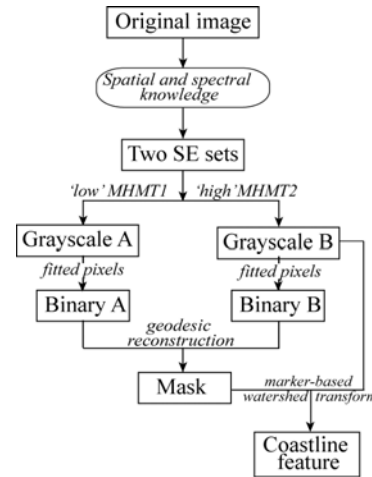 Original image
Spatial and spectral
knowledge
Two SE sets
'low' MHMT1 'high' MHMT2
Grayscale A Grayscale B
fitted pixels fitted pixels
Binary A Binary B
geodesic
reconstruction
Mask
marker-based
watershed transform
Coastline
feature